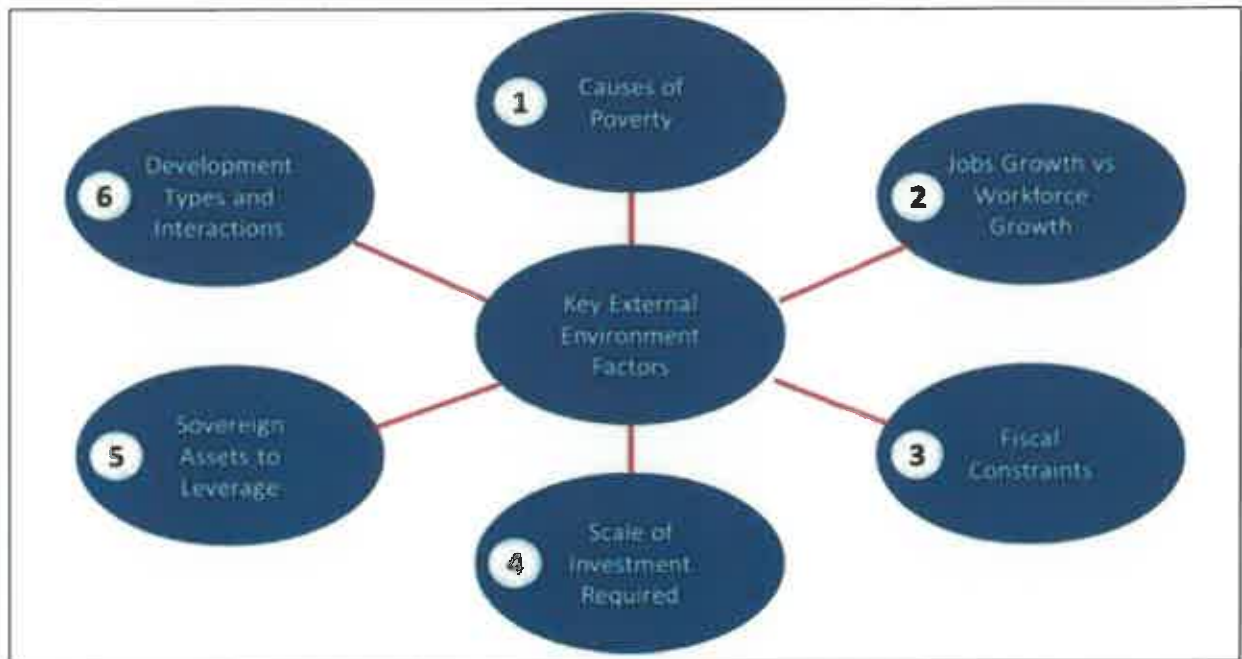 1
Causes of
Poverty
2
Jobs Growth vs
Workforce
Growth
3
Fiscal
Constraints
4
Scale of
Investment
Required
5
Sovereign
Assets to
Leverage
6
Development
Types and
Interactions
Key External
Environment
Factors